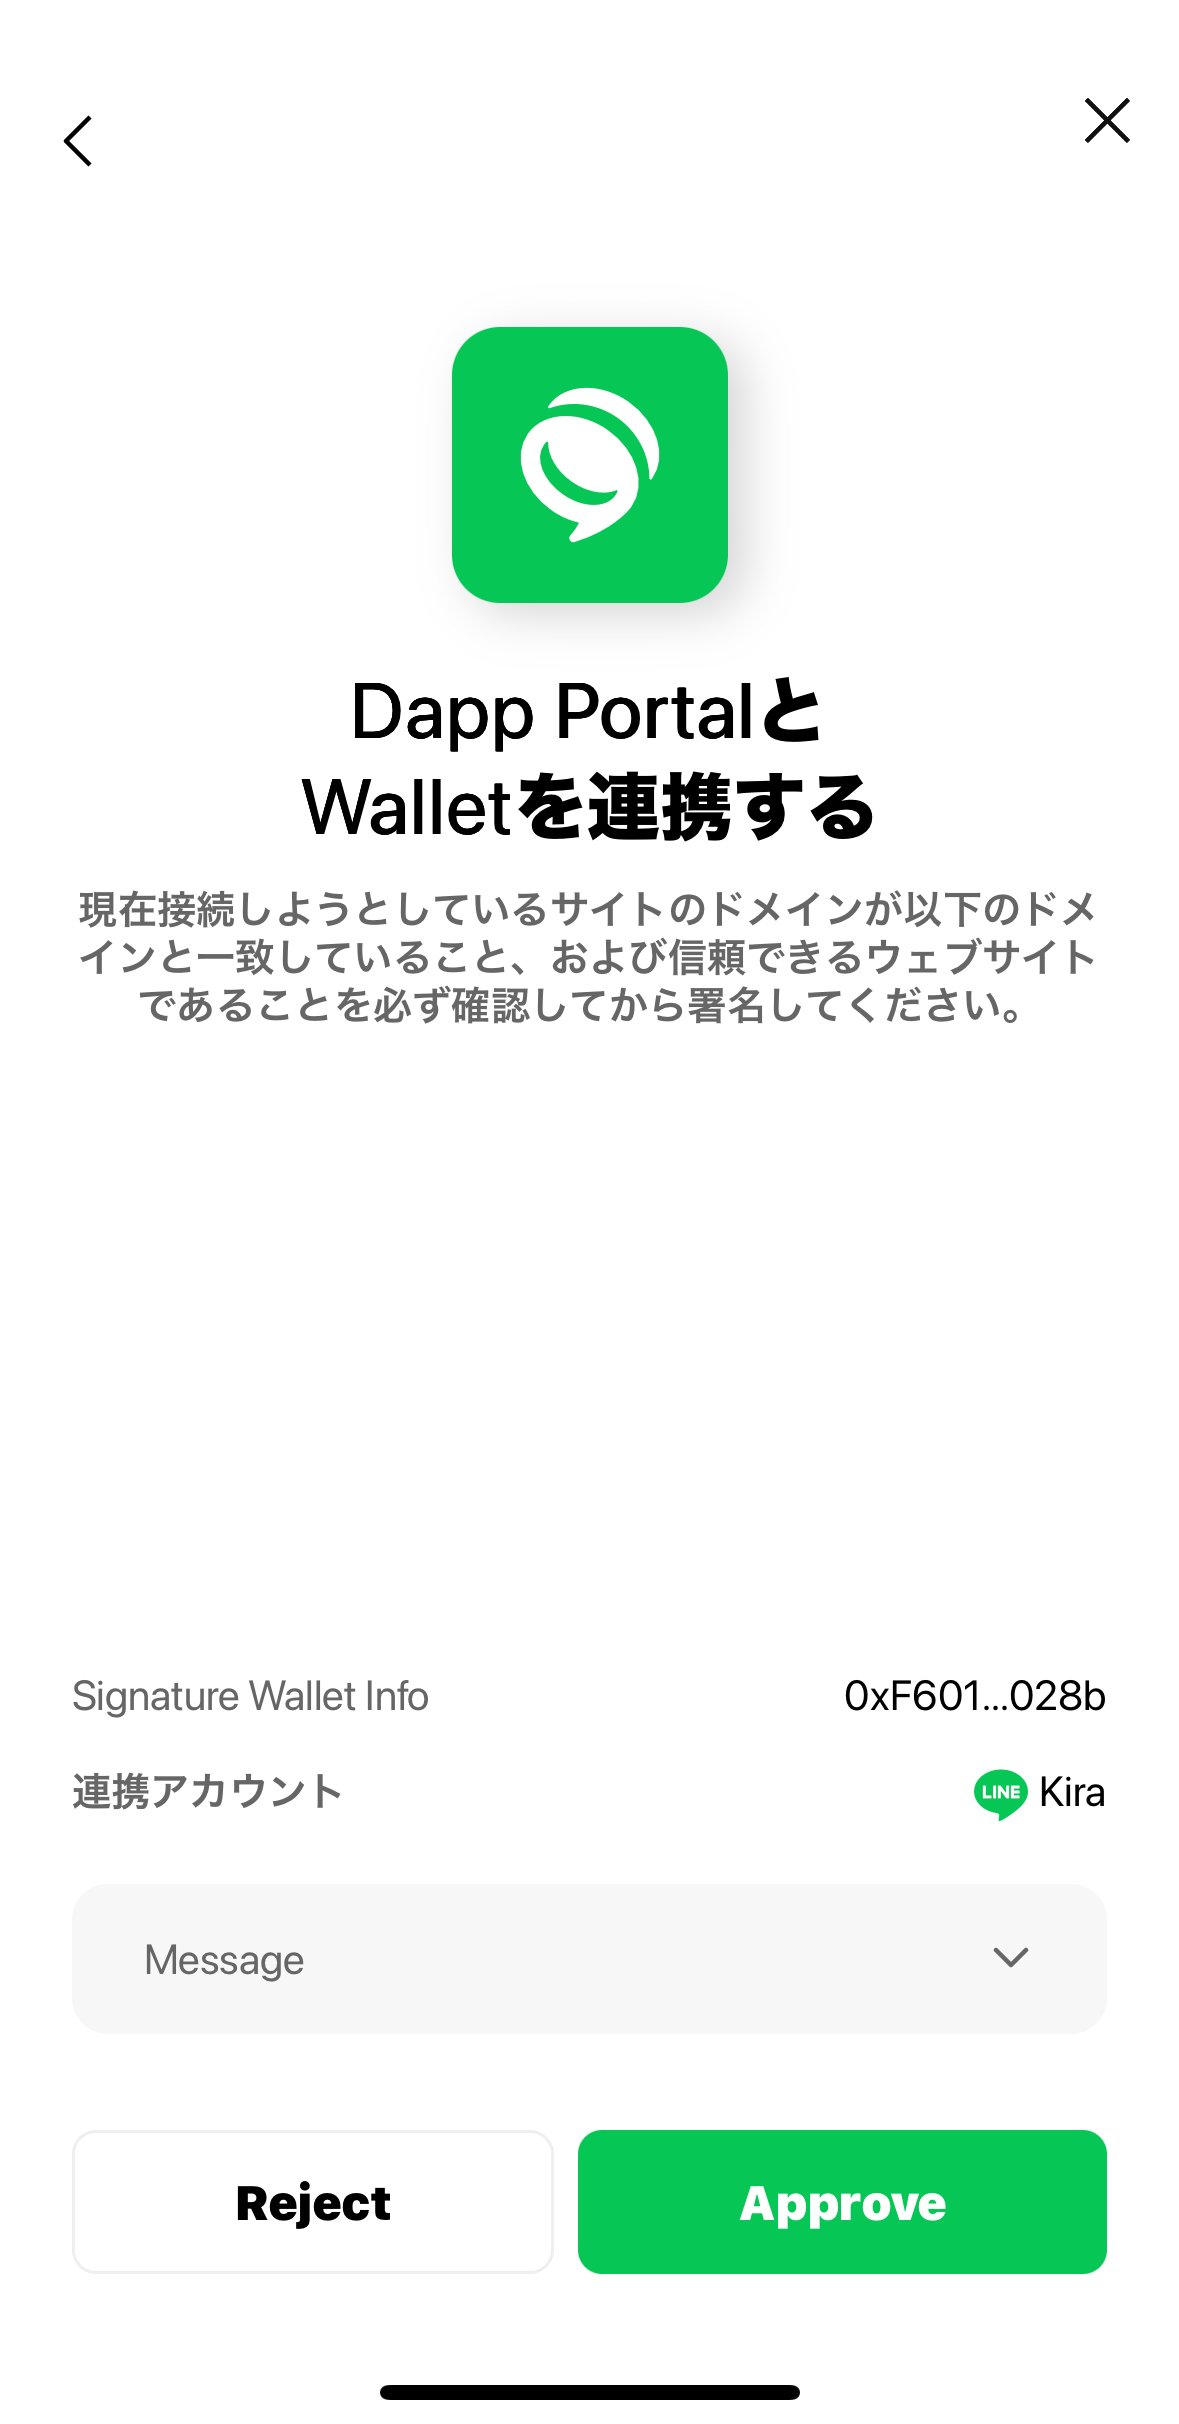 Dapp Portalと
Walletを連携する
現在接続しようとしているサイトのドメインが以下のドメ
インと一致していること、および信頼できるウェブサイト
であることを必ず確認してから署名してください。
Signature Wallet Info 0xF601...028b
連携アカウント LINE Kira
Message
Reject Approve